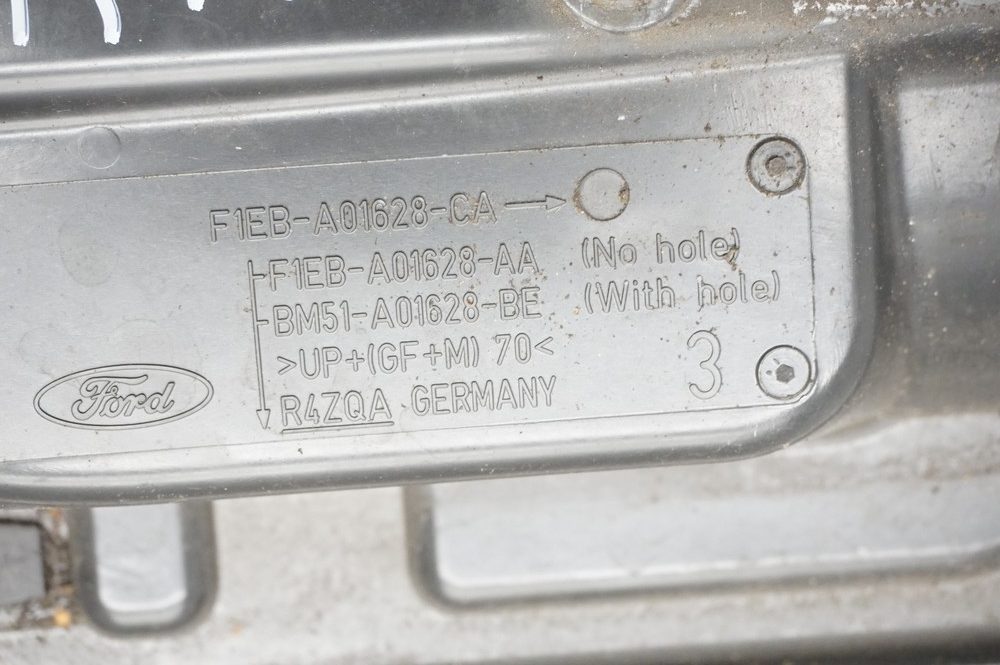 F1EB-A01628-CA
F1EB-A01628-AA (No hole)
BM51-A01628-BE (With hole)
>UP+(GF+M) 70<
R4ZQA GERMANY
3
Ford